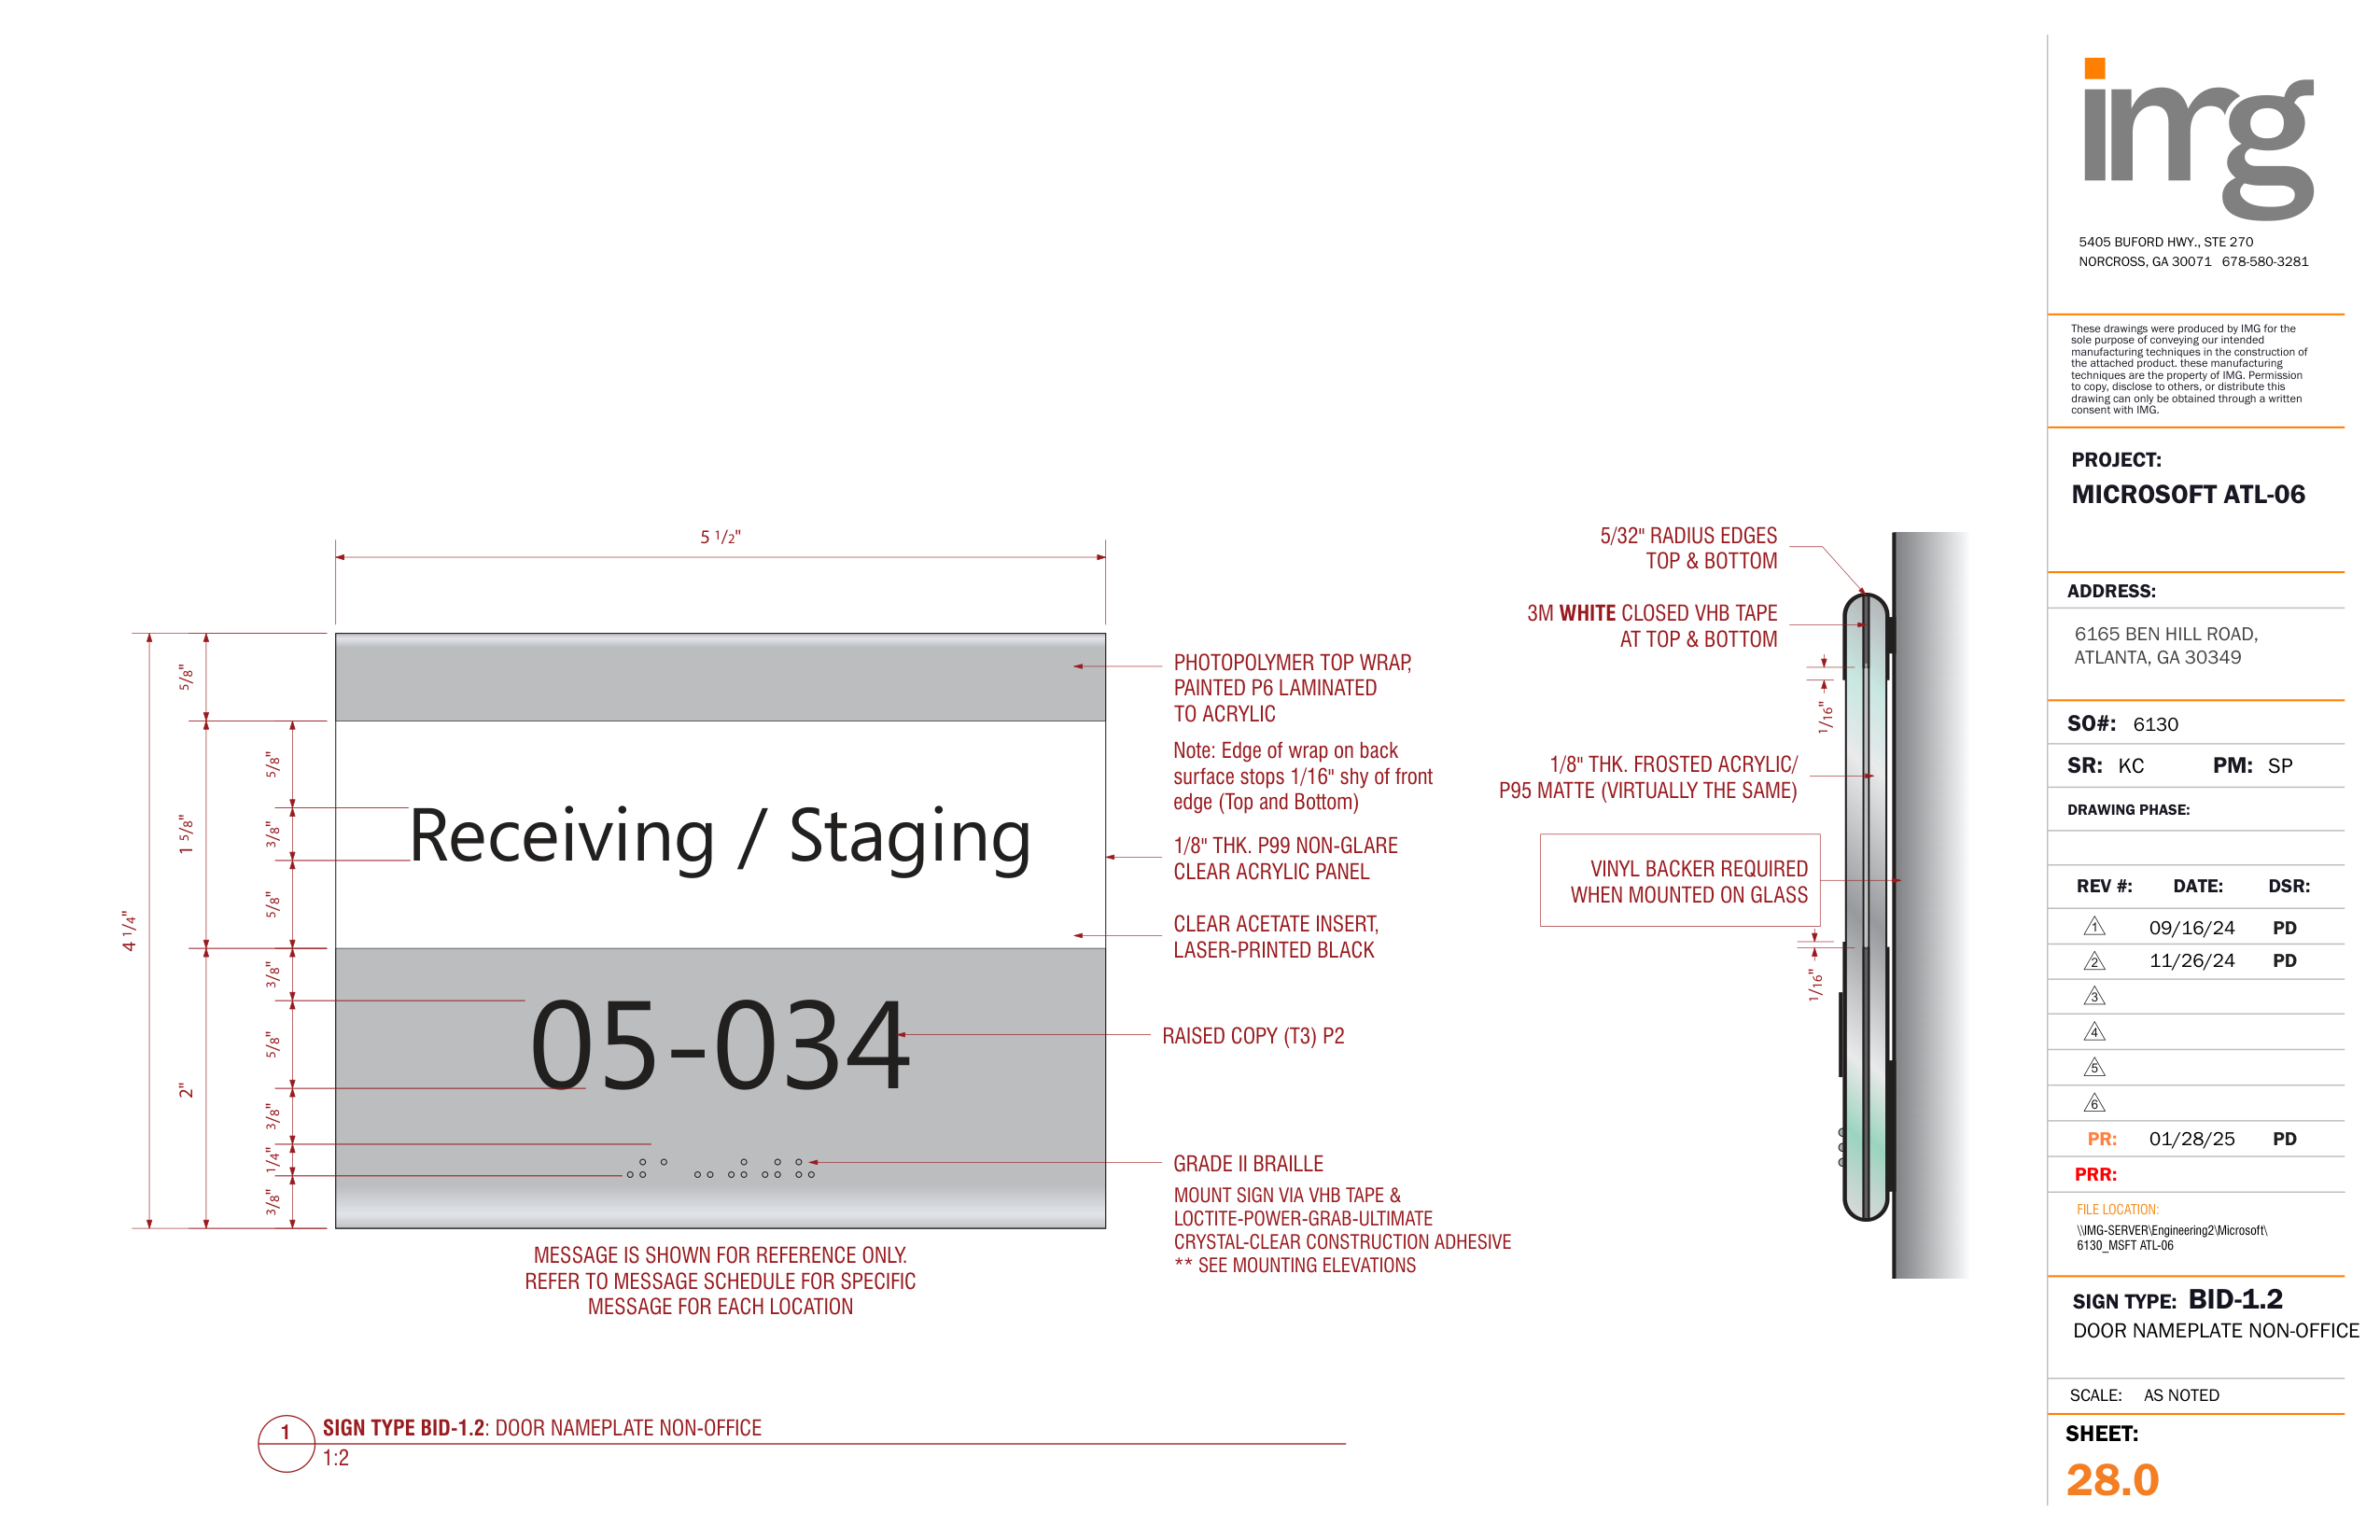 5 1/2"
4 1/4"
5/8"
1 5/8"
2"
5/8"
3/8"
5/8"
3/8"
5/8"
3/8"
1/4"
3/8"
Receiving / Staging
05-034
PHOTOPOLYMER TOP WRAP,
PAINTED P6 LAMINATED
TO ACRYLIC
Note: Edge of wrap on back
surface stops 1/16" shy of front
edge (Top and Bottom)
1/8" THK. P99 NON-GLARE
CLEAR ACRYLIC PANEL
CLEAR ACETATE INSERT,
LASER-PRINTED BLACK
RAISED COPY (T3) P2
GRADE II BRAILLE
MOUNT SIGN VIA VHB TAPE &
LOCTITE-POWER-GRAB-ULTIMATE
CRYSTAL-CLEAR CONSTRUCTION ADHESIVE
** SEE MOUNTING ELEVATIONS
MESSAGE IS SHOWN FOR REFERENCE ONLY.
REFER TO MESSAGE SCHEDULE FOR SPECIFIC
MESSAGE FOR EACH LOCATION
5/32" RADIUS EDGES
TOP & BOTTOM
3M WHITE CLOSED VHB TAPE
AT TOP & BOTTOM
1/16"
1/8" THK. FROSTED ACRYLIC/
P95 MATTE (VIRTUALLY THE SAME)
VINYL BACKER REQUIRED
WHEN MOUNTED ON GLASS
1/16"
1
SIGN TYPE BID-1.2: DOOR NAMEPLATE NON-OFFICE
1:2
img
5405 BUFORD HWY., STE 270
NORCROSS, GA 30071 678-580-3281
These drawings were produced by IMG for the
sole purpose of conveying our intended
manufacturing techniques in the construction of
the attached product. these manufacturing
techniques are the property of IMG. Permission
to copy, disclose to others, or distribute this
drawing can only be obtained through a written
consent with IMG.
PROJECT:
MICROSOFT ATL-06
ADDRESS:
6165 BEN HILL ROAD,
ATLANTA, GA 30349
SO#: 6130
SR: KC PM: SP
DRAWING PHASE:
REV #: DATE: DSR:
1 09/16/24 PD
2 11/26/24 PD
3
4
5
6
PR: 01/28/25 PD
PRR:
FILE LOCATION:
\\IMG-SERVER\Engineering2\Microsoft\
6130_MSFT ATL-06
SIGN TYPE: BID-1.2
DOOR NAMEPLATE NON-OFFICE
SCALE: AS NOTED
SHEET:
28.0